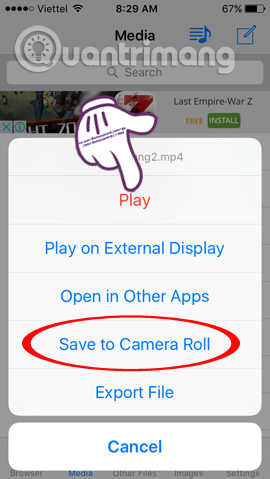 Viettel 8:29 AM 67%
Media
Quantrimang
Search
Last Empire-War Z
FREE INSTALL
ng2.mp4
Play
Play on External Display
Open in Other Apps
Save to Camera Roll
Export File
Cancel
Browser Media Other Files Images Settings